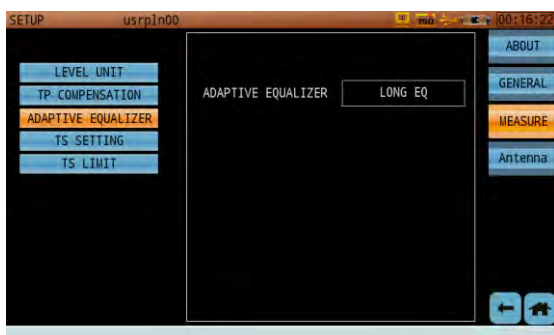 SETUP usrpln00 750 00:16:22
ABOUT
LEVEL UNIT
GENERAL
TP COMPENSATION
ADAPTIVE EQUALIZER LONG EQ
ADAPTIVE EQUALIZER
MEASURE
TS SETTING
TS LIMIT
Antenna